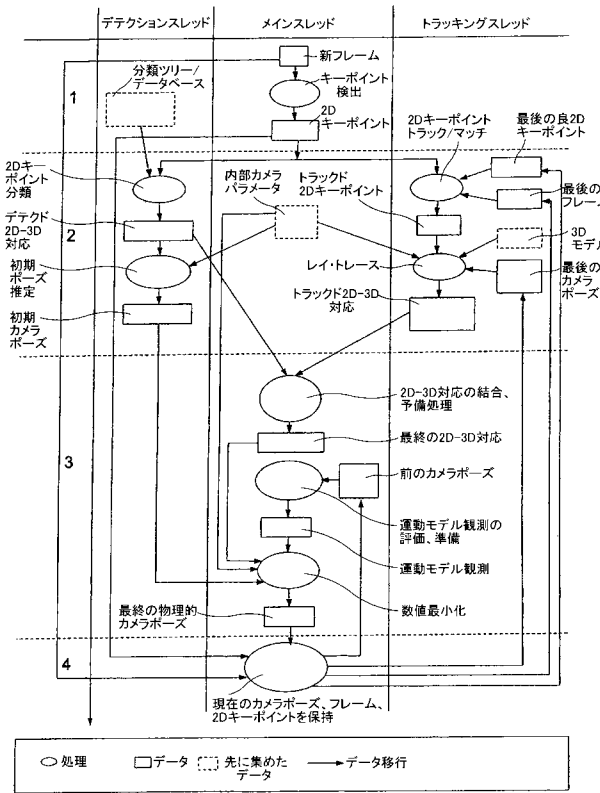 デテクションスレッド
メインスレッド
トラッキングスレッド
新フレーム
分類ツリー/
データベース
キーポイント
検出
1
2D
キーポイント
2Dキーポイント
トラック/マッチ
最後の良2D
キーポイント
2Dキー
ポイント
分類
内部カメラ
パラメータ
トラックド
2Dキーポイント
最後の
フレーム
デテクド
2D-3D
対応
2
3D
モデル
初期
ポーズ
推定
レイ・トレース
最後の
カメラ
ポーズ
トラックド2D-3D
対応
初期
カメラ
ポーズ
2D-3D対応の結合、
予備処理
最終の2D-3D対応
3
前のカメラポーズ
運動モデル観測の
評価、準備
運動モデル観測
数値最小化
最終の物理的
カメラポーズ
4
現在のカメラポーズ、フレーム、
2Dキーポイントを保持
処理
データ
先に集めた
データ
データ移行